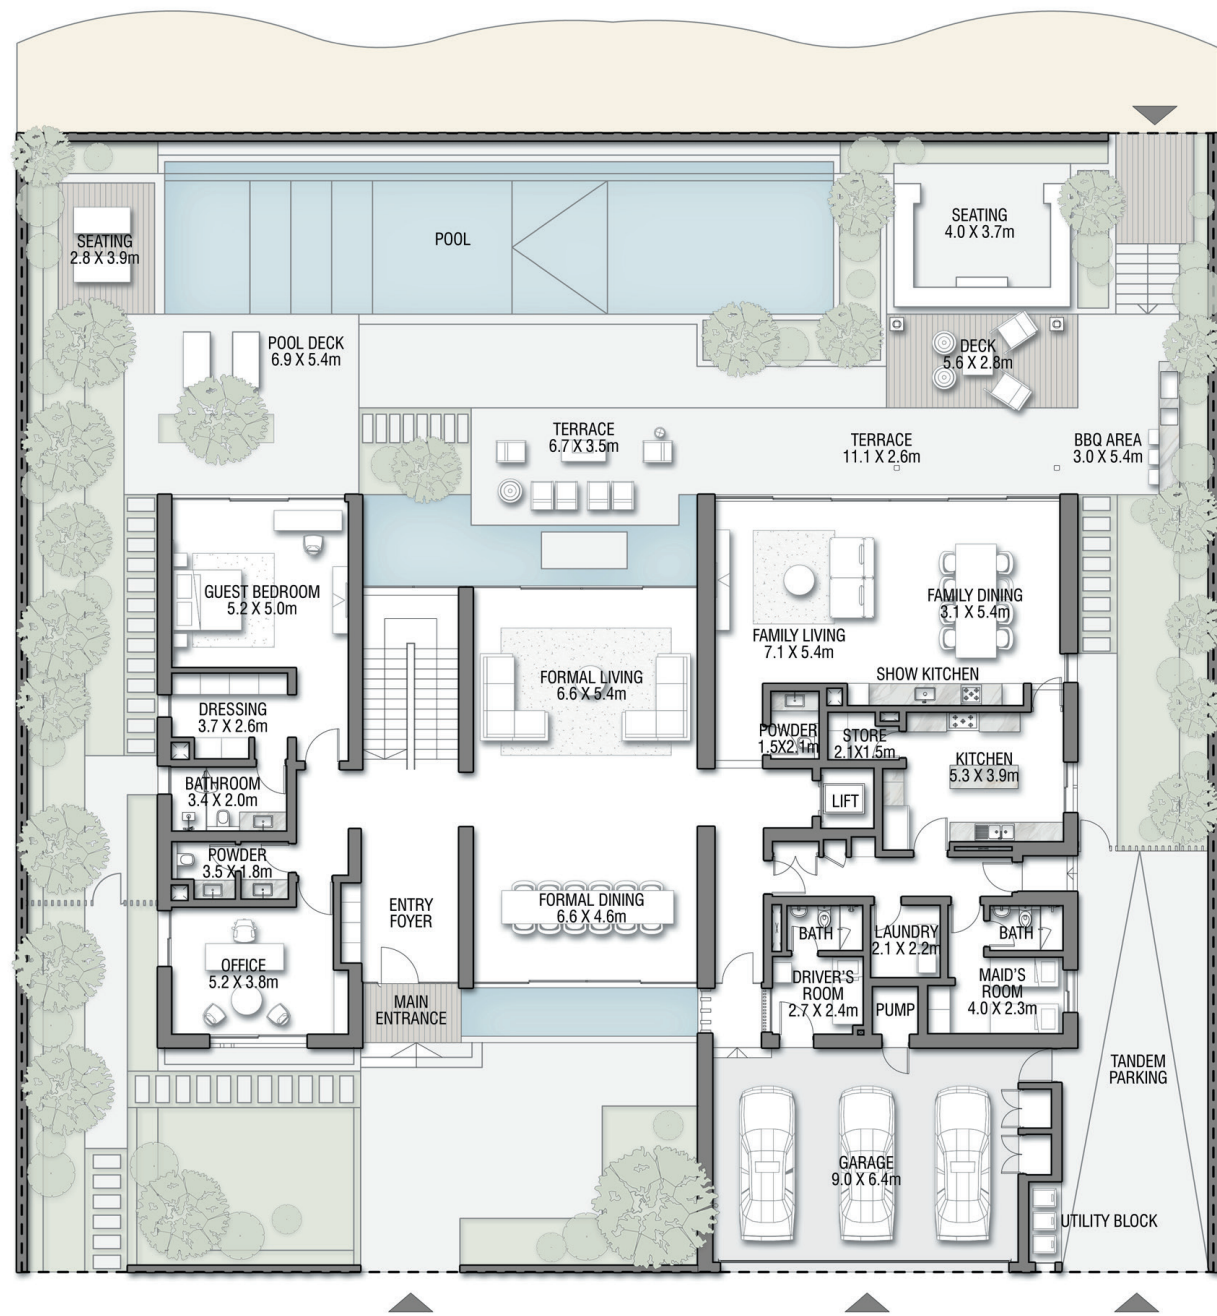 SEATING
2.8 X 3.9m
POOL
SEATING
4.0 X 3.7m
POOL DECK
6.9 X 5.4m
DECK
5.6 X 2.8m
TERRACE
6.7 X 3.5m
TERRACE
11.1 X 2.6m
BBQ AREA
3.0 X 5.4m
GUEST BEDROOM
5.2 X 5.0m
FAMILY DINING
3.1 X 5.4m
FAMILY LIVING
7.1 X 5.4m
FORMAL LIVING
6.6 X 5.4m
SHOW KITCHEN
DRESSING
3.7 X 2.6m
POWDER
1.5X2.1m
STORE
2.1X1.5m
KITCHEN
5.3 X 3.9m
BATHROOM
3.4 X 2.0m
LIFT
POWDER
3.5 X 1.8m
ENTRY
FOYER
FORMAL DINING
6.6 X 4.6m
BATH
LAUNDRY
2.1 X 2.2m
BATH
OFFICE
5.2 X 3.8m
DRIVER'S
ROOM
2.7 X 2.4m
MAID'S
ROOM
4.0 X 2.3m
MAIN
ENTRANCE
PUMP
TANDEM
PARKING
GARAGE
9.0 X 6.4m
UTILITY BLOCK